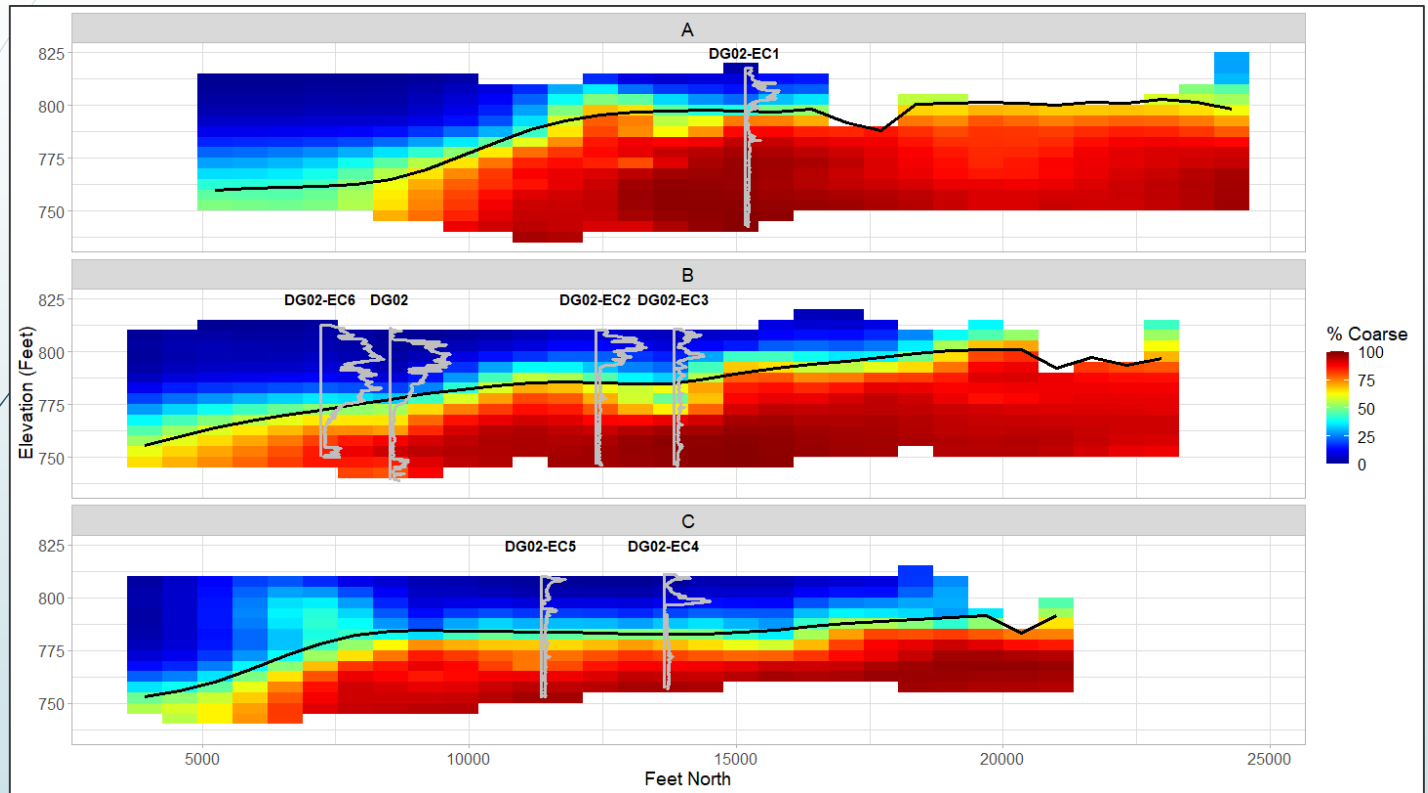 A
DG02-EC1
825
800
775
750
B
DG02-EC6 DG02 DG02-EC2 DG02-EC3
825
800
775
750
Elevation (Feet)
% Coarse
100
75
50
25
0
C
DG02-EC5 DG02-EC4
825
800
775
750
5000 10000 15000 20000 25000
Feet North